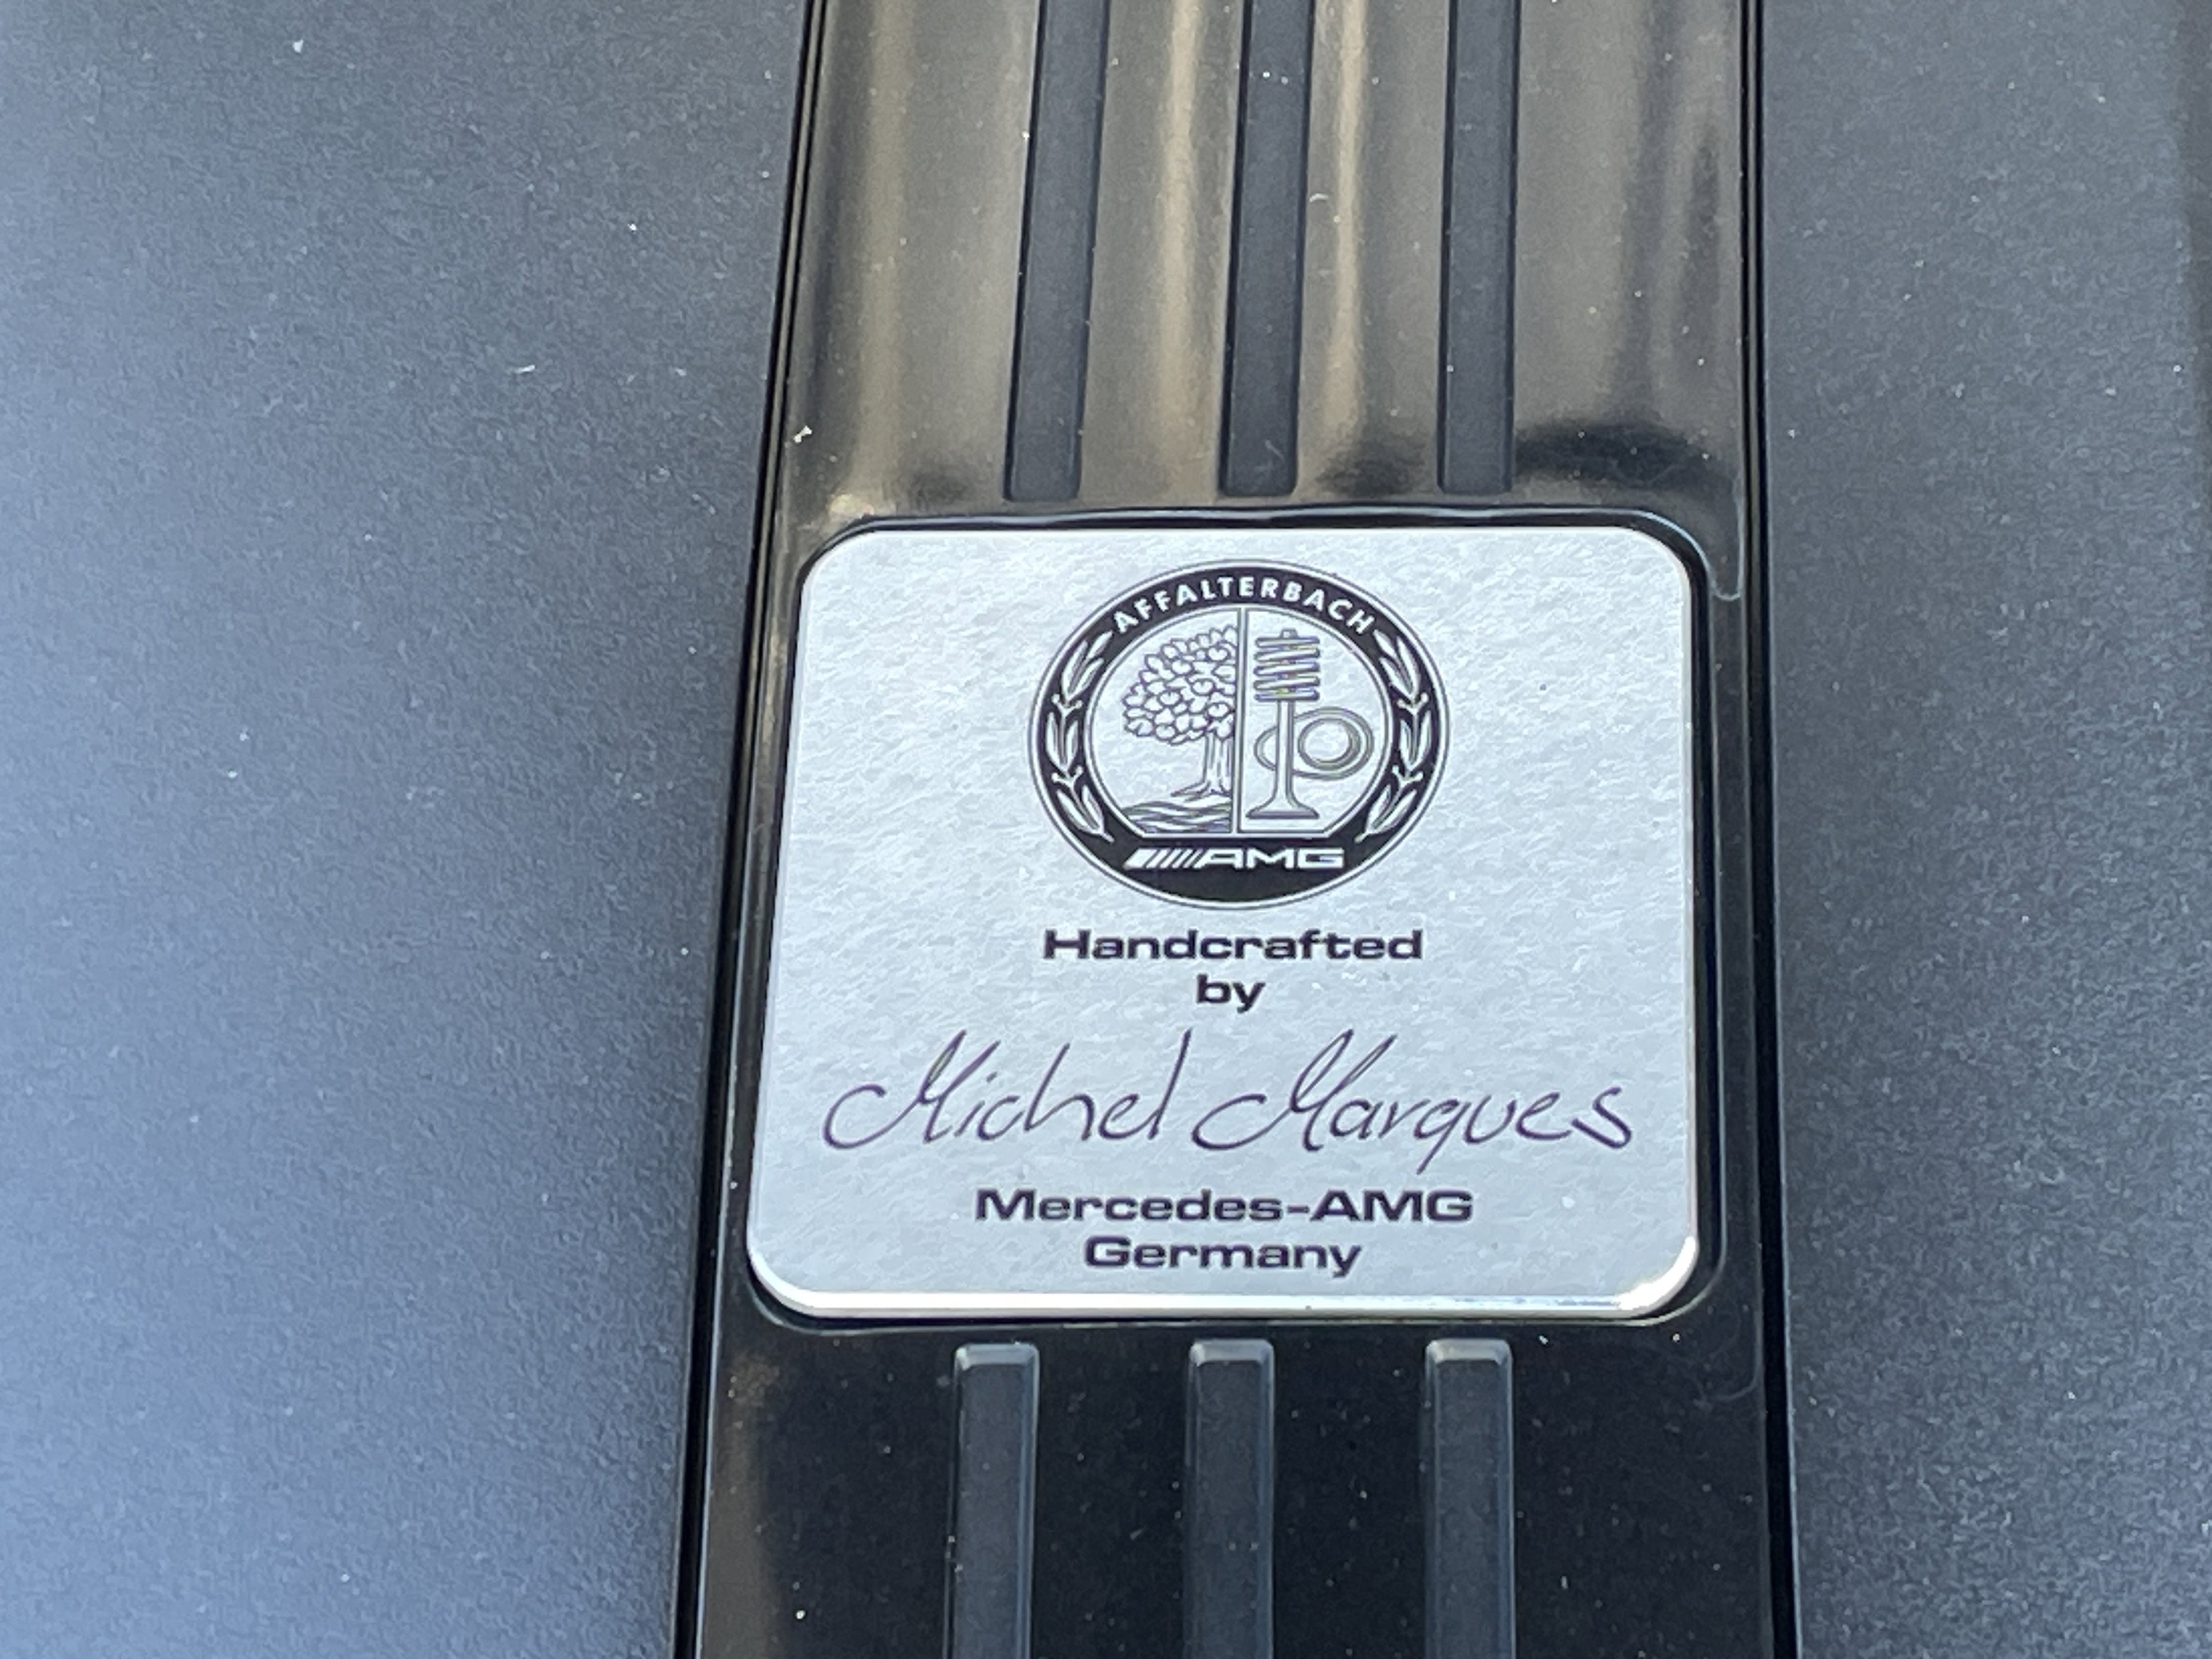 AFFALTERBACH
AMG
Handcrafted
by
Michel Marques
Mercedes-AMG
Germany